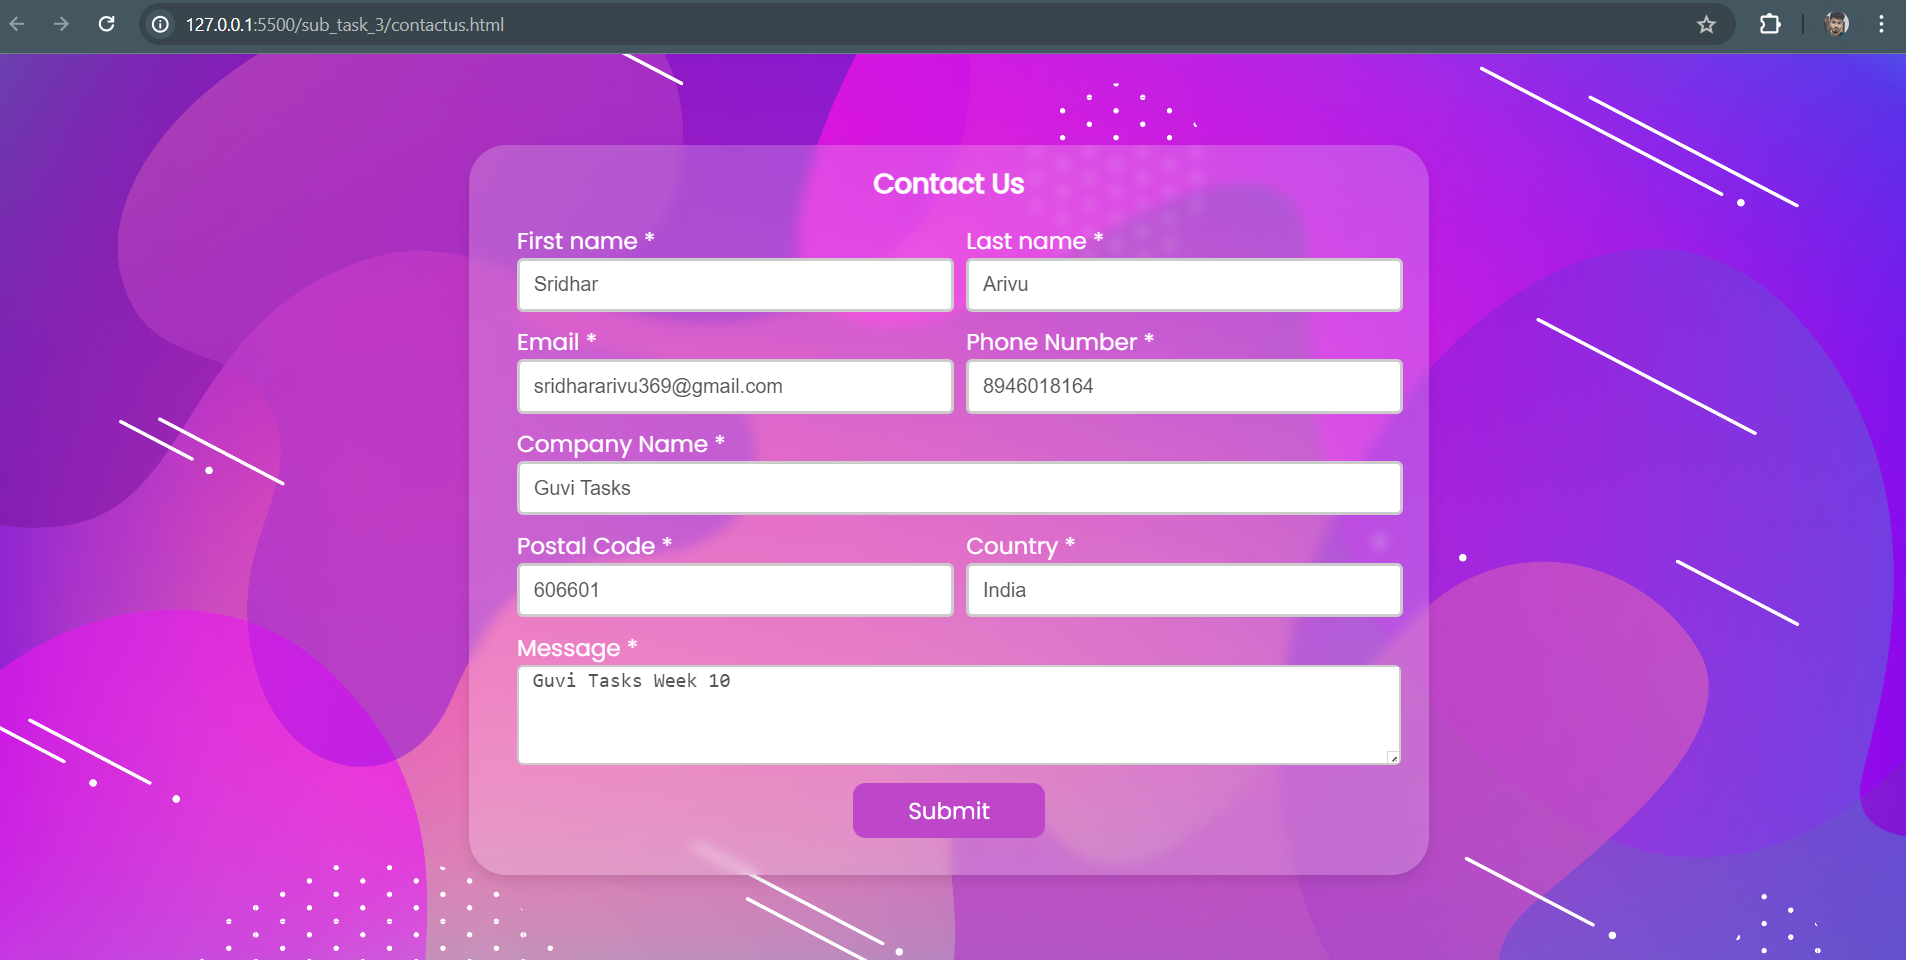 127.0.0.1:5500/sub_task_3/contactus.html
Contact Us
First name * Last name *
Sridhar Arivu
Email * Phone Number *
sridhararivu369@gmail.com 8946018164
Company Name *
Guvi Tasks
Postal Code * Country *
606601 India
Message *
Guvi Tasks Week 10
Submit